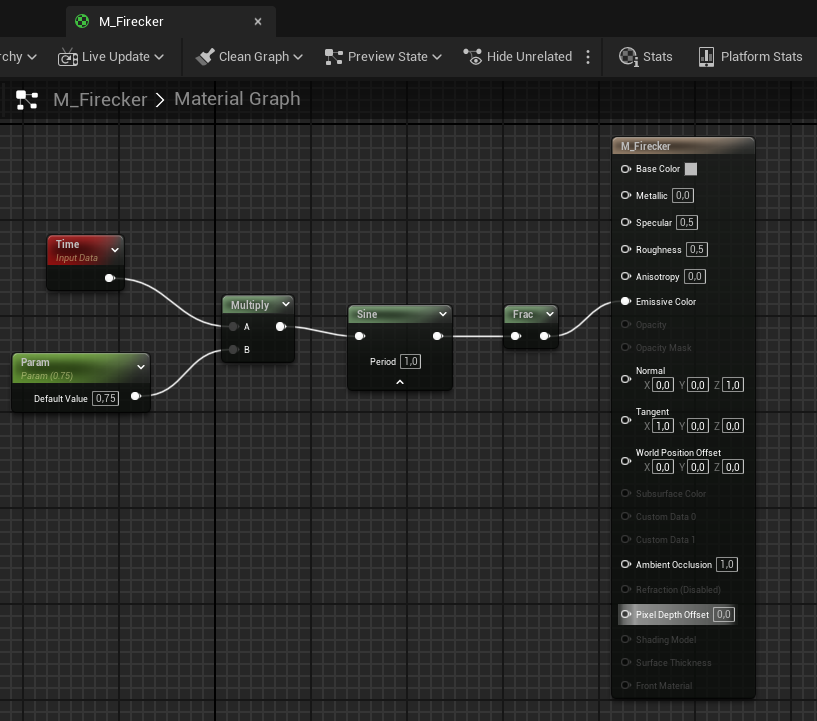 M_Firecker
rchy
Live Update
Clean Graph
Preview State
Hide Unrelated
Stats
Platform Stats
M_Firecker > Material Graph
Time
Input Data
Param
Param (0.75)
Default Value 0,75
Multiply
A
B
Sine
Period 1,0
Frac
M_Firecker
Base Color
Metallic 0,0
Specular 0,5
Roughness 0,5
Anisotropy 0,0
Emissive Color
Opacity
Opacity Mask
Normal
X 0,0 Y 0,0 Z 1,0
Tangent
X 1,0 Y 0,0 Z 0,0
World Position Offset
X 0,0 Y 0,0 Z 0,0
Subsurface Color
Custom Data 0
Custom Data 1
Ambient Occlusion 1,0
Refraction (Disabled)
Pixel Depth Offset 0,0
Shading Model
Surface Thickness
Front Material